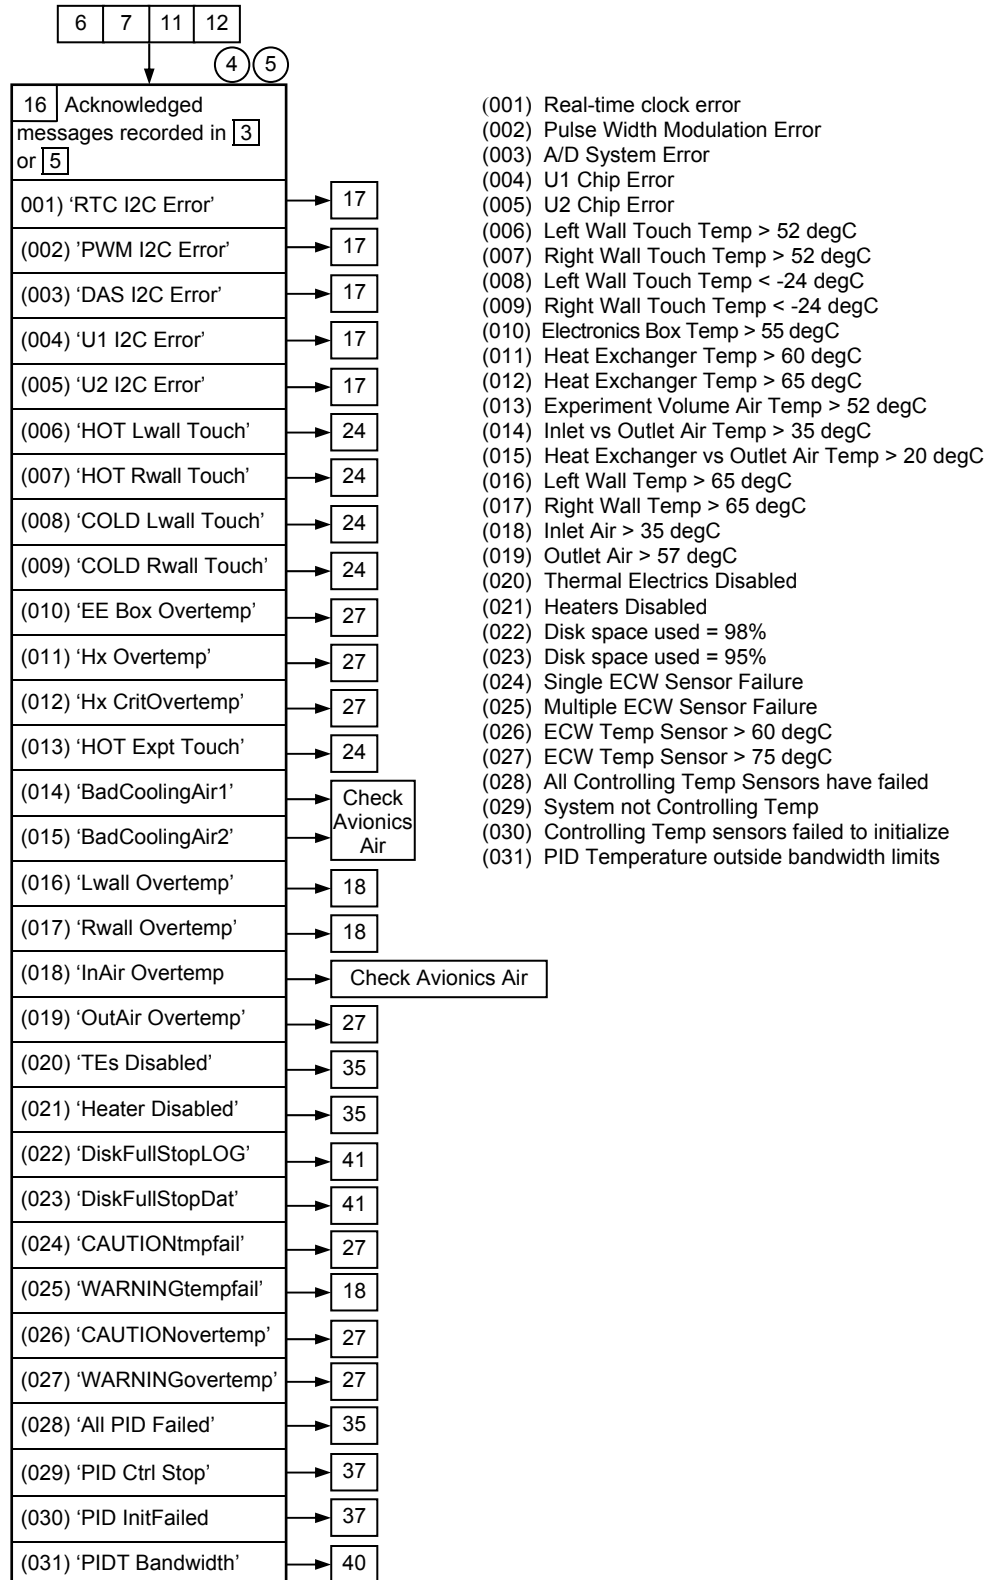 6 7 11 12
4 5
16 Acknowledged
messages recorded in 3
or 5
001) ‘RTC I2C Error’ 17
(002) ’PWM I2C Error’ 17
(003) ‘DAS I2C Error’ 17
(004) ‘U1 I2C Error’ 17
(005) ‘U2 I2C Error’ 17
(006) ‘HOT Lwall Touch’ 24
(007) ‘HOT Rwall Touch’ 24
(008) ‘COLD Lwall Touch’ 24
(009) ‘COLD Rwall Touch’ 24
(010) ‘EE Box Overtemp’ 27
(011) ‘Hx Overtemp’ 27
(012) ‘Hx CritOvertemp’ 27
(013) ‘HOT Expt Touch’ 24
(014) ‘BadCoolingAir1’
(015) ‘BadCoolingAir2’
Check
Avionics
Air
(016) ‘Lwall Overtemp’ 18
(017) ‘Rwall Overtemp’ 18
(018) ‘InAir Overtemp Check Avionics Air
(019) ‘OutAir Overtemp’ 27
(020) ‘TEs Disabled’ 35
(021) ‘Heater Disabled’ 35
(022) ‘DiskFullStopLOG’ 41
(023) ‘DiskFullStopDat’ 41
(024) ‘CAUTIONtmpfail’ 27
(025) ‘WARNINGtempfail’ 18
(026) ‘CAUTIONovertemp’ 27
(027) ‘WARNINGovertemp’ 27
(028) ‘All PID Failed’ 35
(029) ‘PID Ctrl Stop’ 37
(030) ‘PID InitFailed 37
(031) ‘PIDT Bandwidth’ 40
(001) Real-time clock error
(002) Pulse Width Modulation Error
(003) A/D System Error
(004) U1 Chip Error
(005) U2 Chip Error
(006) Left Wall Touch Temp > 52 degC
(007) Right Wall Touch Temp > 52 degC
(008) Left Wall Touch Temp < -24 degC
(009) Right Wall Touch Temp < -24 degC
(010) Electronics Box Temp > 55 degC
(011) Heat Exchanger Temp > 60 degC
(012) Heat Exchanger Temp > 65 degC
(013) Experiment Volume Air Temp > 52 degC
(014) Inlet vs Outlet Air Temp > 35 degC
(015) Heat Exchanger vs Outlet Air Temp > 20 degC
(016) Left Wall Temp > 65 degC
(017) Right Wall Temp > 65 degC
(018) Inlet Air > 35 degC
(019) Outlet Air > 57 degC
(020) Thermal Electrics Disabled
(021) Heaters Disabled
(022) Disk space used = 98%
(023) Disk space used = 95%
(024) Single ECW Sensor Failure
(025) Multiple ECW Sensor Failure
(026) ECW Temp Sensor > 60 degC
(027) ECW Temp Sensor > 75 degC
(028) All Controlling Temp Sensors have failed
(029) System not Controlling Temp
(030) Controlling Temp sensors failed to initialize
(031) PID Temperature outside bandwidth limits